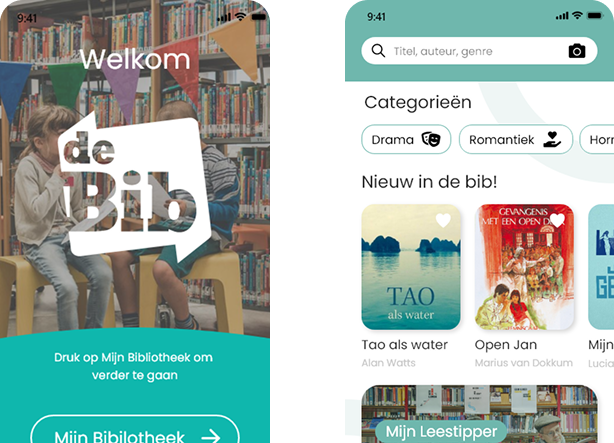 9:41
Welkom
de
Bib
Druk op Mijn Bibliotheek om
verder te gaan
Mijn Bibilotheek
9:41
Titel, auteur, genre
Categorieën
Drama
Romantiek
Horr
Nieuw in de bib!
TAO
als water
GEVANGENIS
MET EEN OPEN D
GE
Tao als water
Open Jan
Mijn
Alan Watts
Marius van Dokkum
Lucia
Mijn Leestipper